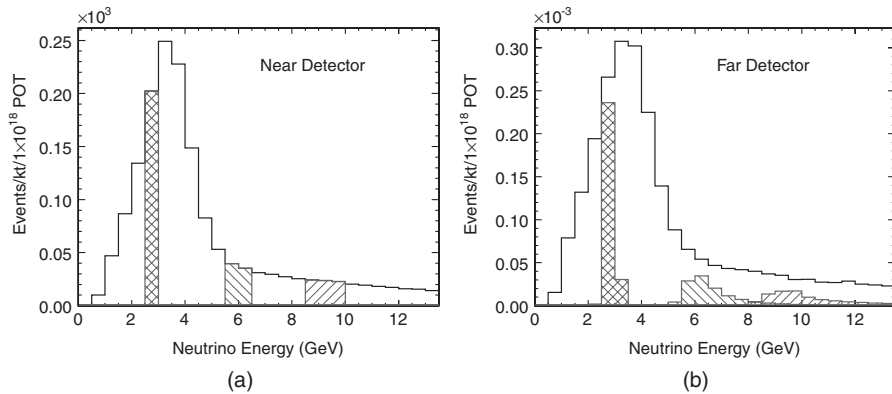 ×10³
0.25
0.20
0.15
0.10
0.05
0.00
Events/kt/1×10¹⁸ POT
Near Detector
0 2 4 6 8 10 12
Neutrino Energy (GeV)
(a)
×10⁻³
0.30
0.25
0.20
0.15
0.10
0.05
0.00
Events/kt/1×10¹⁸ POT
Far Detector
0 2 4 6 8 10 12
Neutrino Energy (GeV)
(b)